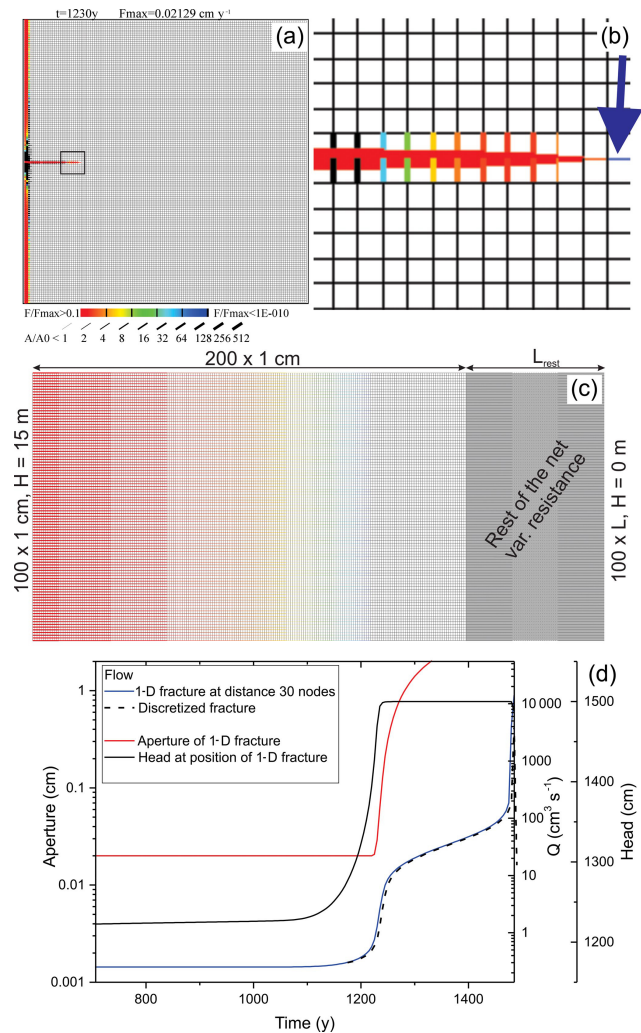 t=1230y Fmax=0.02129 cm y⁻¹
(a)
(b)
F/Fmax>0.1 F/Fmax<1E-010
A/A0 < 1 2 4 8 16 32 64 128 256 512
200 x 1 cm
L_rest
(c)
100 x 1 cm, H = 15 m
Rest of the net
var. resistance
100 x L, H = 0 m
(d)
Flow
1-D fracture at distance 30 nodes
Discretized fracture
Aperture of 1-D fracture
Head at position of 1-D fracture
Aperture (cm)
1
0.1
0.01
0.001
Q (cm³ s⁻¹)
10 000
1000
100
10
1
Head (cm)
1500
1400
1300
1200
800 1000 1200 1400
Time (y)